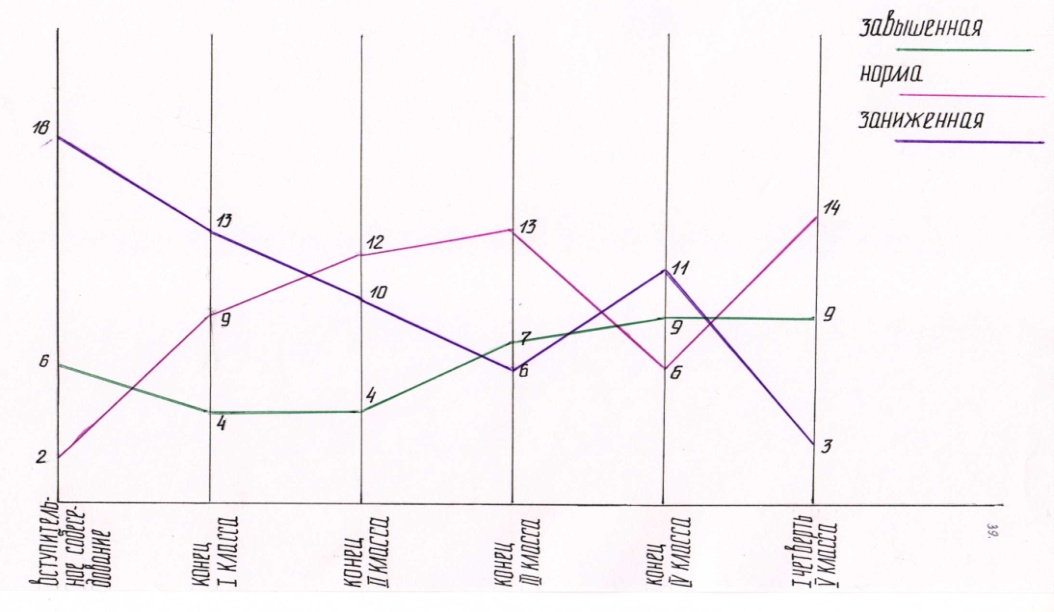 завышенная
норма
заниженная
18
13
9
6
4
2
12
10
4
13
7
6
11
9
6
14
9
3
вступитель-
ное собесе-
дование
конец
I класса
конец
II класса
конец
III класса
конец
IV класса
I четверть
V класса
39.